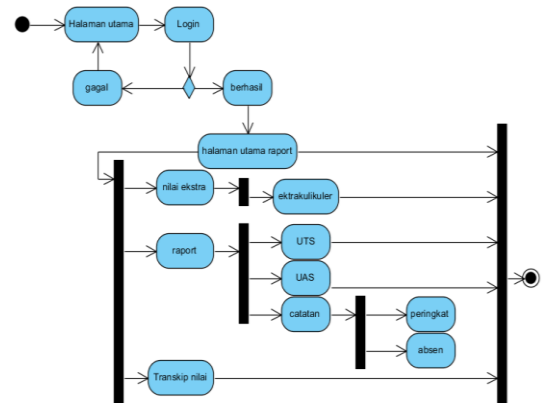 Halaman utama
Login
gagal
berhasil
halaman utama raport
nilai ekstra
ektrakulikuler
raport
UTS
UAS
catatan
peringkat
absen
Transkip nilai